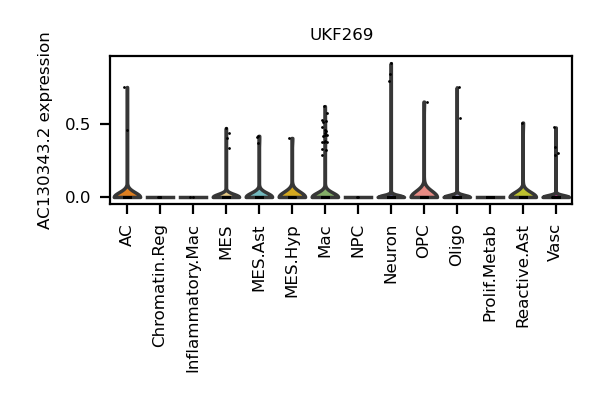 UKF269
AC130343.2 expression
0.5
0.0
AC
Chromatin.Reg
Inflammatory.Mac
MES
MES.Ast
MES.Hyp
Mac
NPC
Neuron
OPC
Oligo
Prolif.Metab
Reactive.Ast
Vasc